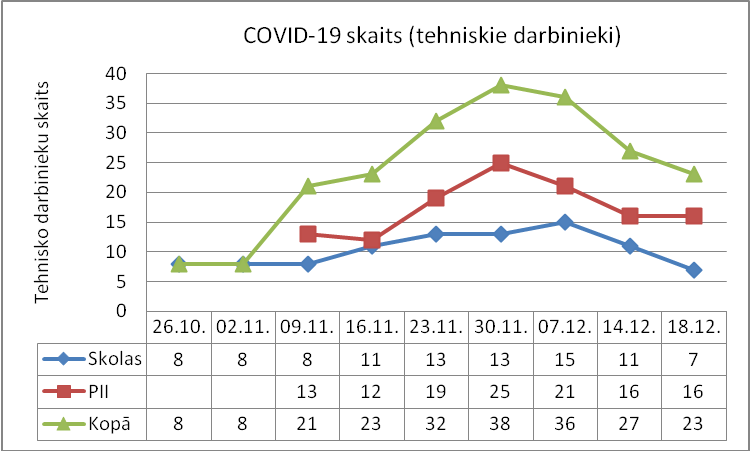 COVID-19 skaits (tehniskie darbinieki)
Tehnisko darbinieku skaits
40
35
30
25
20
15
10
5
0
26.10. 02.11. 09.11. 16.11. 23.11. 30.11. 07.12. 14.12. 18.12.
Skolas 8 8 8 11 13 13 15 11 7
PII 13 12 19 25 21 16 16
Kopā 8 8 21 23 32 38 36 27 23